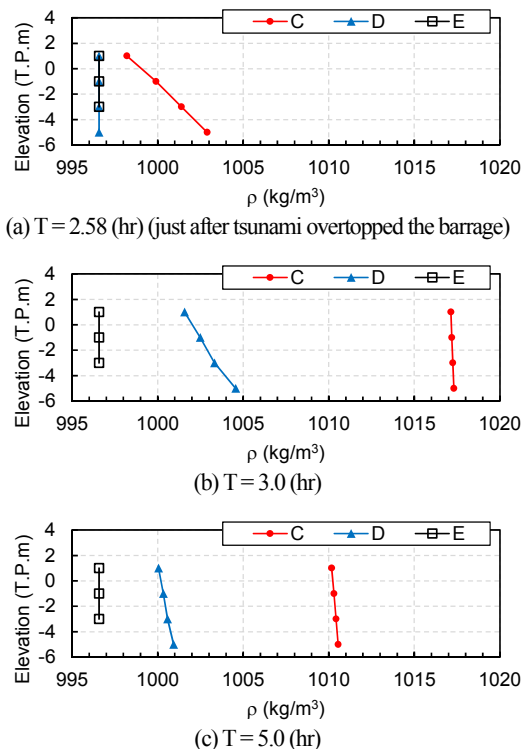 C D E
4
2
0
-2
-4
-6
Elevation (T.P.m)
995 1000 1005 1010 1015 1020
ρ (kg/m³)
(a) T = 2.58 (hr) (just after tsunami overtopped the barrage)
C D E
4
2
0
-2
-4
-6
Elevation (T.P.m)
995 1000 1005 1010 1015 1020
ρ (kg/m³)
(b) T = 3.0 (hr)
C D E
4
2
0
-2
-4
-6
Elevation (T.P.m)
995 1000 1005 1010 1015 1020
ρ (kg/m³)
(c) T = 5.0 (hr)